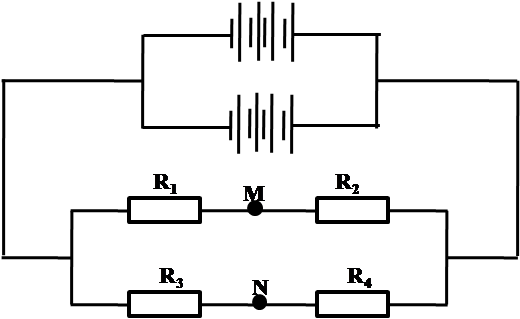 R₁ M R₂
R₃ N R₄